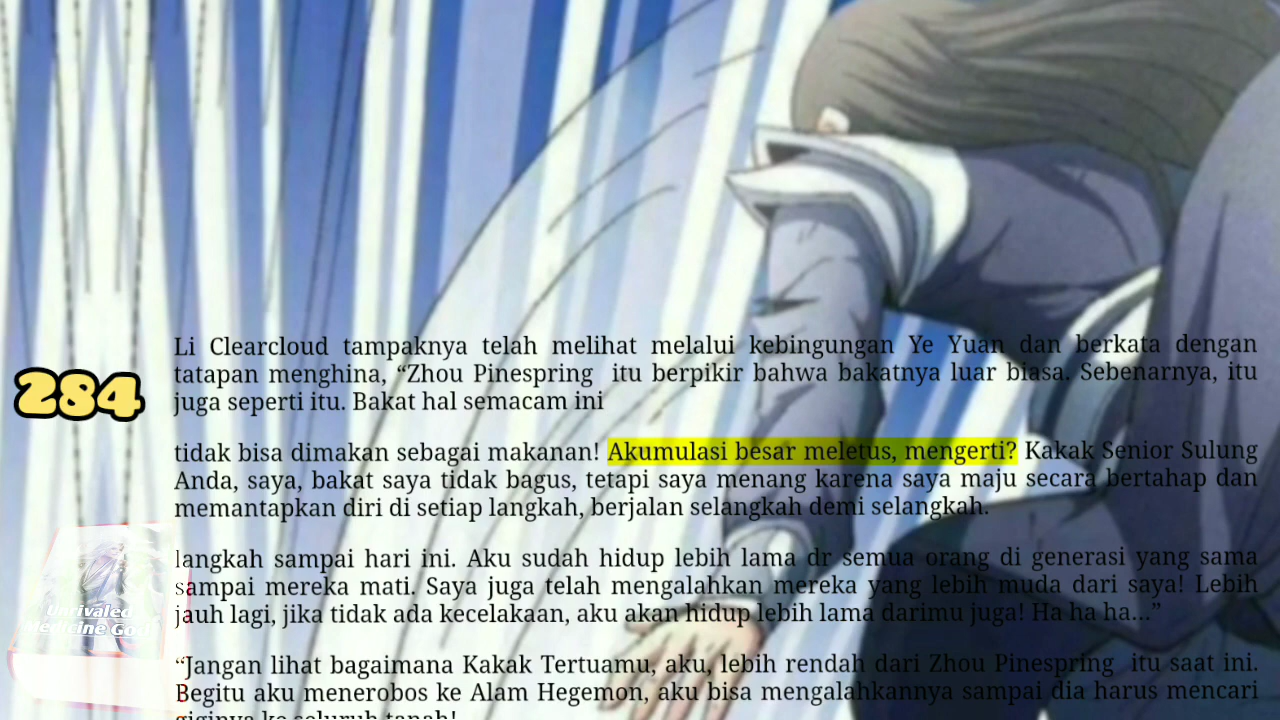 Li Clearcloud tampaknya telah melihat melalui kebingungan Ye Yuan dan berkata dengan
tatapan menghina, “Zhou Pinespring itu berpikir bahwa bakatnya luar biasa. Sebenarnya, itu
juga seperti itu. Bakat hal semacam ini
284
tidak bisa dimakan sebagai makanan! Akumulasi besar meletus, mengerti? Kakak Senior Sulung
Anda, saya, bakat saya tidak bagus, tetapi saya menang karena saya maju secara bertahap dan
memantapkan diri di setiap langkah, berjalan selangkah demi selangkah.
langkah sampai hari ini. Aku sudah hidup lebih lama dr semua orang di generasi yang sama
sampai mereka mati. Saya juga telah mengalahkan mereka yang lebih muda dari saya! Lebih
jauh lagi, jika tidak ada kecelakaan, aku akan hidup lebih lama darimu juga! Ha ha ha...”
Unrivaled
Medicine God
“Jangan lihat bagaimana Kakak Tertuamu, aku, lebih rendah dari Zhou Pinespring itu saat ini.
Begitu aku menerobos ke Alam Hegemon, aku bisa mengalahkannya sampai dia harus mencari
giginya ke seluruh tanah!